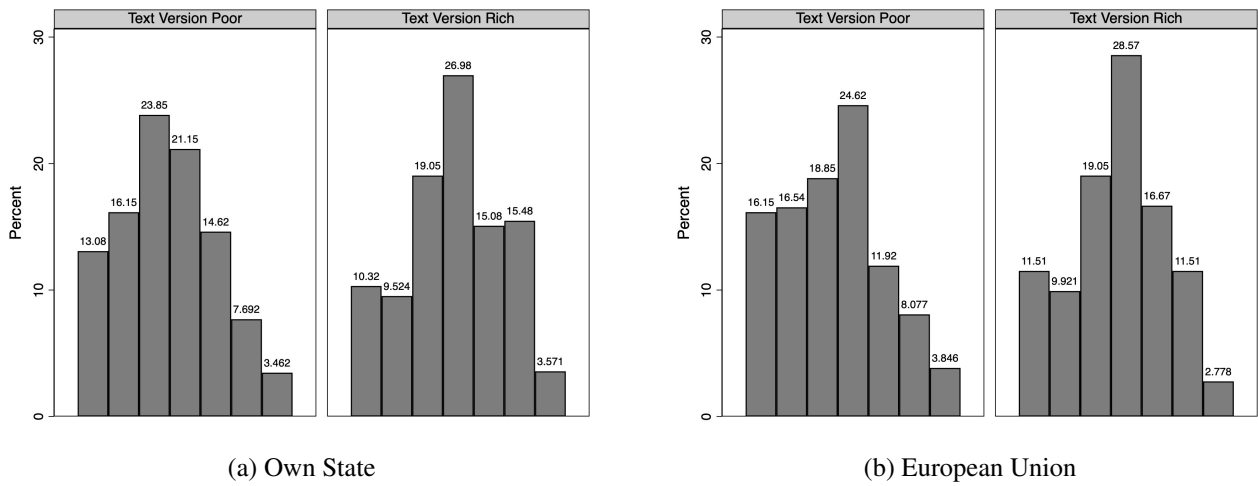 Text Version Poor Text Version Rich Text Version Poor Text Version Rich
30 30
28.57
26.98
24.62
23.85
21.15
20 20
19.05 18.85 19.05
16.15 15.08 15.48 16.15 16.54 16.67
14.62
13.08
11.92 11.51 11.51
10.32 9.524 9.921
10 10
7.692 8.077
3.462 3.571 3.846 2.778
0 0
Percent Percent
(a) Own State (b) European Union